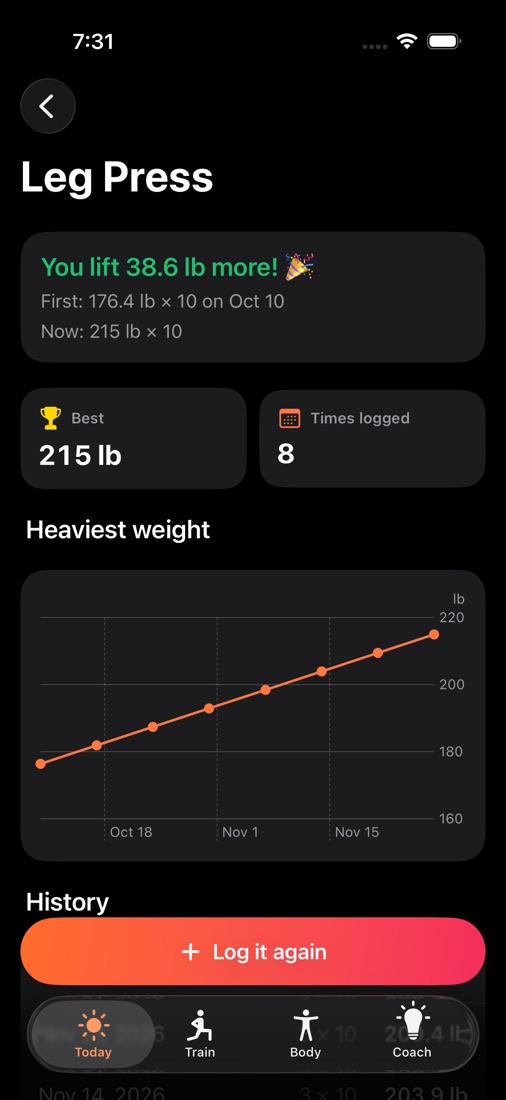 7:31
Leg Press
You lift 38.6 lb more! 🎉
First: 176.4 lb × 10 on Oct 10
Now: 215 lb × 10
Best
215 lb
Times logged
8
Heaviest weight
lb
220
200
180
160
Oct 18
Nov 1
Nov 15
History
+ Log it again
Today
Train
Body
Coach
Nov 14, 2026
3 × 10
203.9 lb